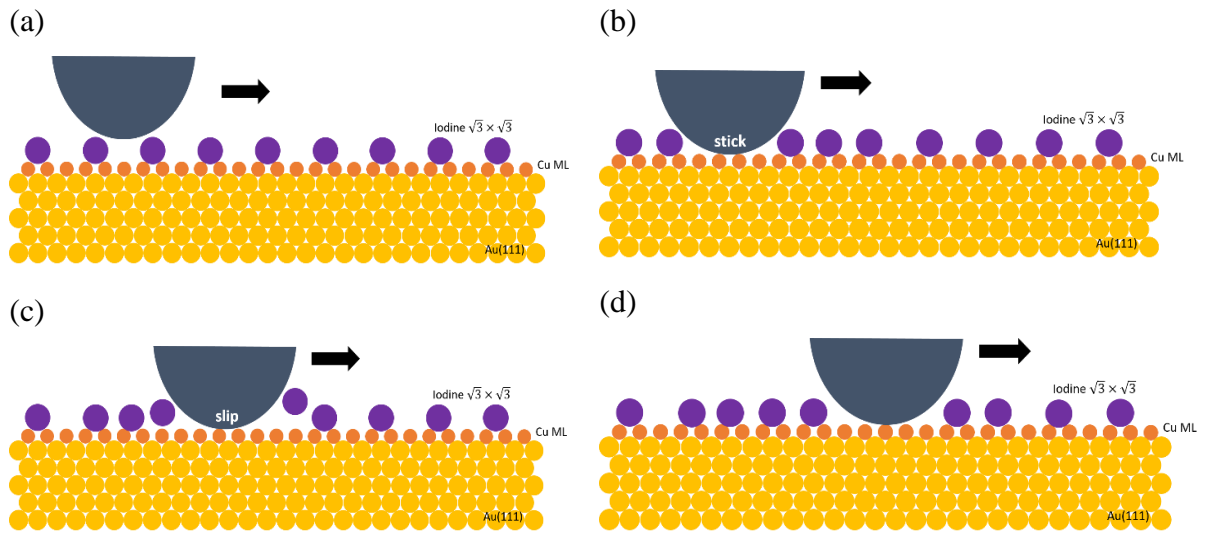 (a)
Iodine √3 × √3
Cu ML
Au(111)
(b)
stick
Iodine √3 × √3
Cu ML
Au(111)
(c)
slip
Iodine √3 × √3
Cu ML
Au(111)
(d)
Iodine √3 × √3
Cu ML
Au(111)